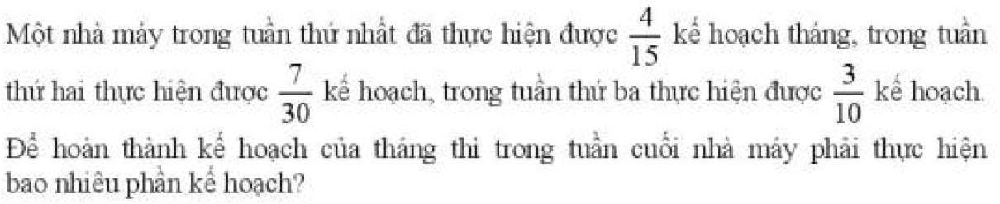 Một nhà máy trong tuần thứ nhất đã thực hiện được 4/15 kế hoạch tháng, trong tuần
thứ hai thực hiện được 7/30 kế hoạch, trong tuần thứ ba thực hiện được 3/10 kế hoạch.
Để hoàn thành kế hoạch của tháng thì trong tuần cuối nhà máy phải thực hiện
bao nhiêu phần kế hoạch?